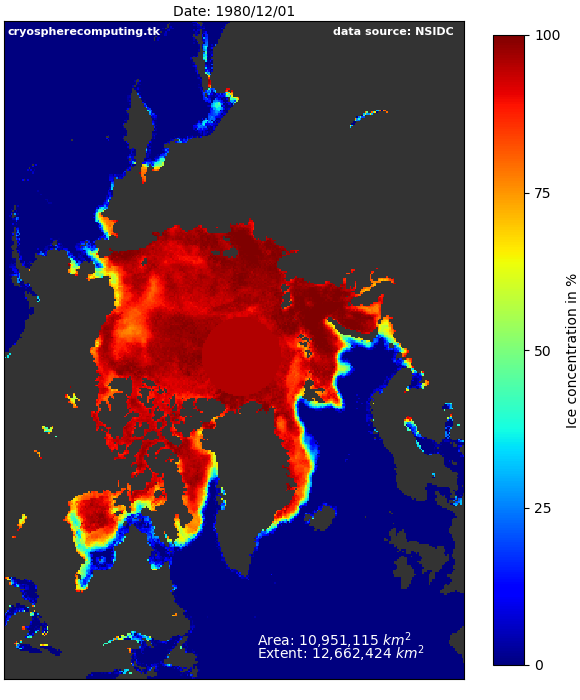 Date: 1980/12/01
cryospherecomputing.tk
data source: NSIDC
100
75
50
25
0
Ice concentration in %
Area: 10,951,115 km²
Extent: 12,662,424 km²